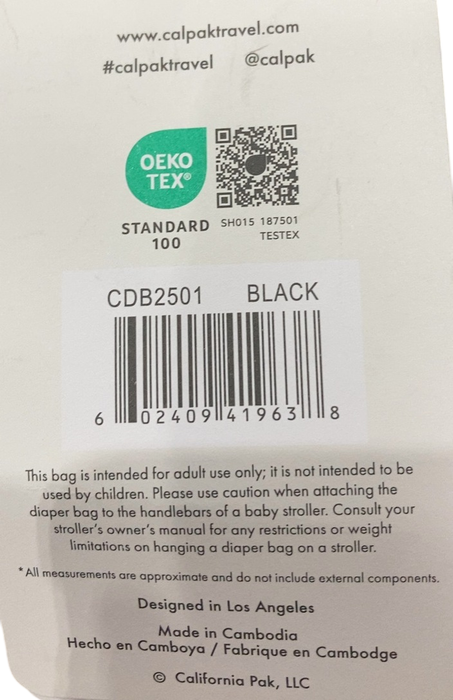 www.calpaktravel.com
#calpaktravel @calpak
OEKO
TEX®
STANDARD
100
SH015 187501
TESTEX
CDB2501 BLACK
6 02409 41963 8
This bag is intended for adult use only; it is not intended to be
used by children. Please use caution when attaching the
diaper bag to the handlebars of a baby stroller. Consult your
stroller's owner's manual for any restrictions or weight
limitations on hanging a diaper bag on a stroller.
*All measurements are approximate and do not include external components.
Designed in Los Angeles
Made in Cambodia
Hecho en Camboya / Fabrique en Cambodge
© California Pak, LLC